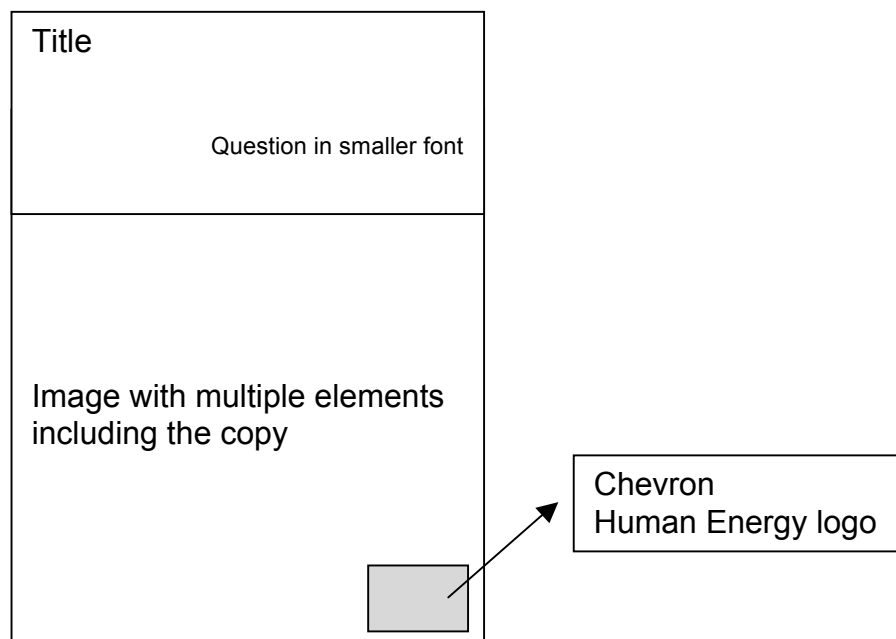 Title
Question in smaller font
Image with multiple elements
including the copy
Chevron
Human Energy logo